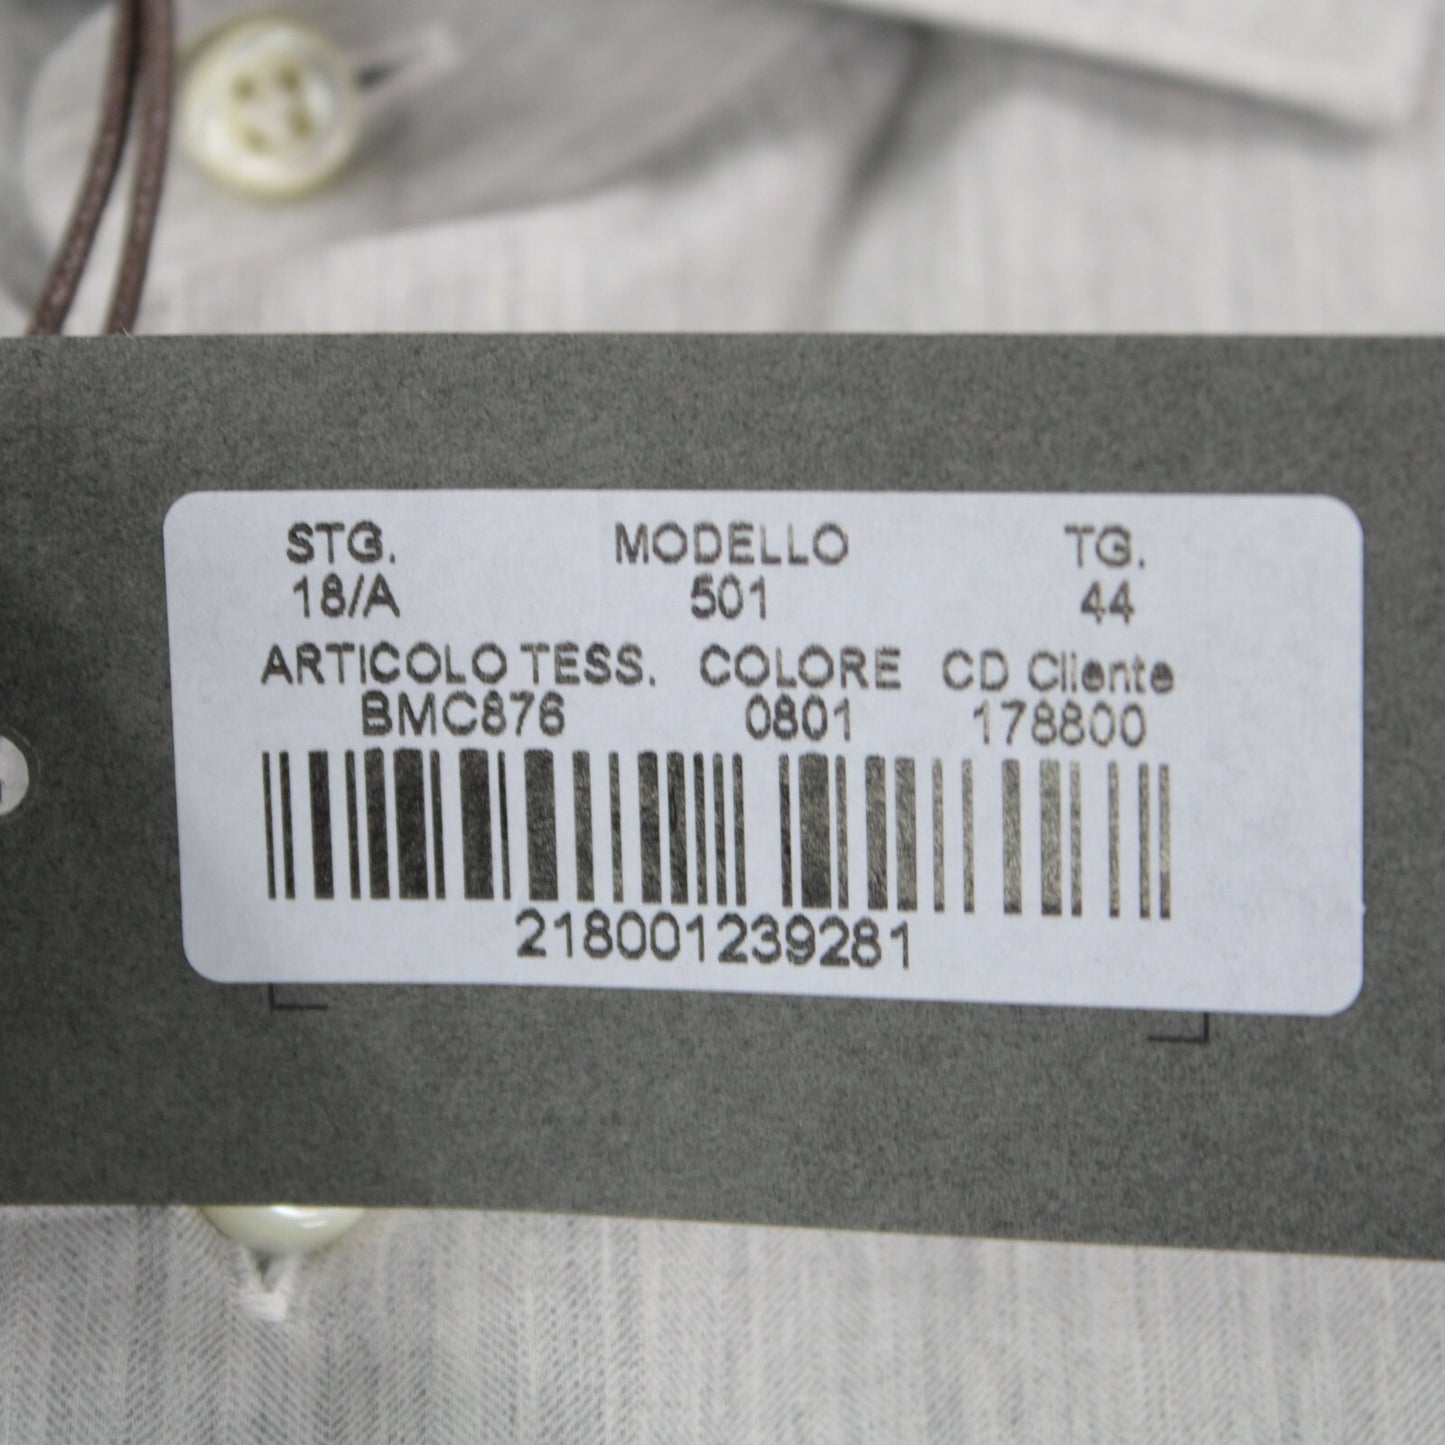 STG. MODELLO TG.
18/A 501 44
ARTICOLO TESS. COLORE CD Cliente
BMC876 0801 178800
218001239281